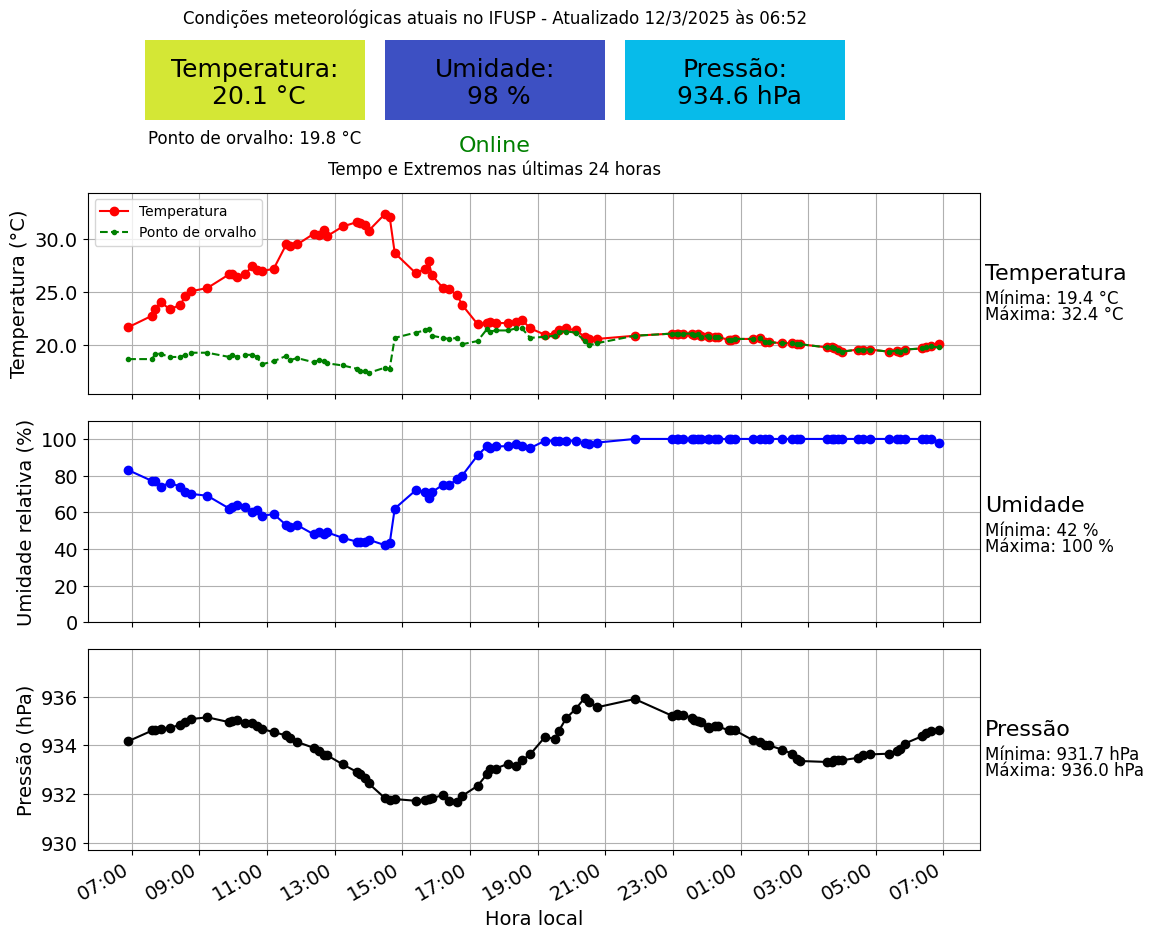 Condições meteorológicas atuais no IFUSP - Atualizado 12/3/2025 às 06:52
Temperatura:
20.1 °C
Umidade:
98 %
Pressão:
934.6 hPa
Ponto de orvalho: 19.8 °C
Online
Tempo e Extremos nas últimas 24 horas
Temperatura (°C)
30.0
25.0
20.0
Temperatura
Ponto de orvalho
Temperatura
Mínima: 19.4 °C
Máxima: 32.4 °C
Umidade relativa (%)
100
80
60
40
20
0
Umidade
Mínima: 42 %
Máxima: 100 %
Pressão (hPa)
936
934
932
930
Pressão
Mínima: 931.7 hPa
Máxima: 936.0 hPa
07:00
09:00
11:00
13:00
15:00
17:00
19:00
21:00
23:00
01:00
03:00
05:00
07:00
Hora local